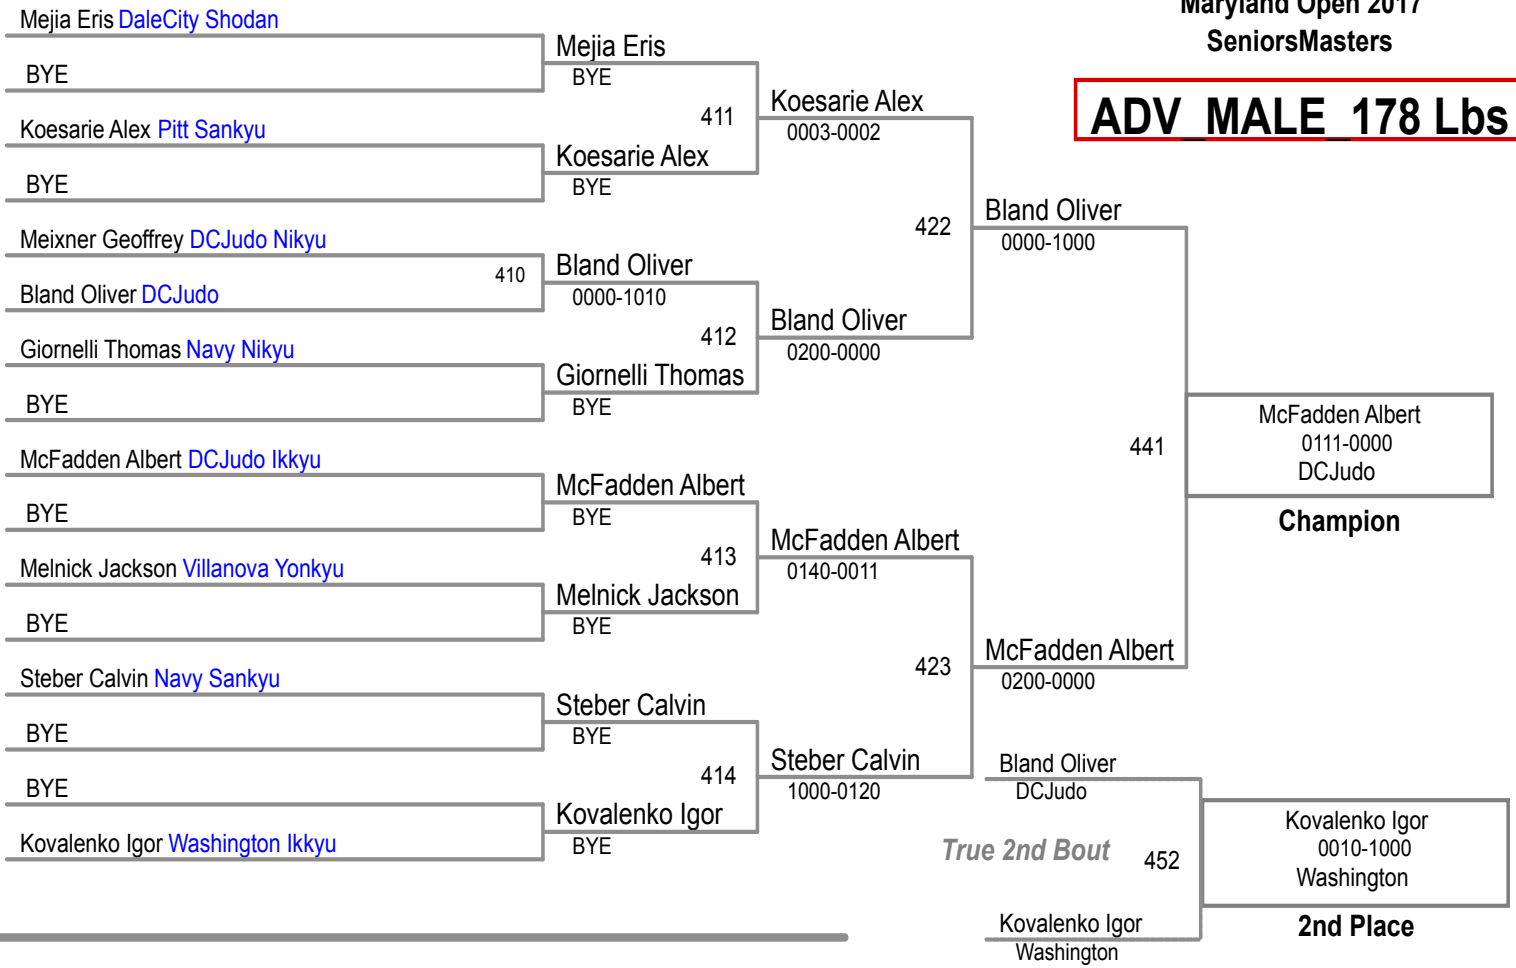 Maryland Open 2017
SeniorsMasters
ADV_MALE_178 Lbs
Mejia Eris DaleCity Shodan
BYE
Koesarie Alex Pitt Sankyu
BYE
Meixner Geoffrey DCJudo Nikyu
410
Bland Oliver DCJudo
Giornelli Thomas Navy Nikyu
BYE
McFadden Albert DCJudo Ikkyu
BYE
Melnick Jackson Villanova Yonkyu
BYE
Steber Calvin Navy Sankyu
BYE
BYE
Kovalenko Igor Washington Ikkyu
Mejia Eris
BYE
411
Koesarie Alex
BYE
Bland Oliver
0000-1010
412
Giornelli Thomas
BYE
McFadden Albert
BYE
413
Melnick Jackson
BYE
Steber Calvin
BYE
414
Kovalenko Igor
BYE
Koesarie Alex
0003-0002
422
Bland Oliver
0200-0000
McFadden Albert
0140-0011
423
Steber Calvin
1000-0120
Bland Oliver
0000-1000
441
McFadden Albert
0200-0000
McFadden Albert
0111-0000
DCJudo
Champion
Bland Oliver
DCJudo
True 2nd Bout
452
Kovalenko Igor
Washington
Kovalenko Igor
0010-1000
Washington
2nd Place